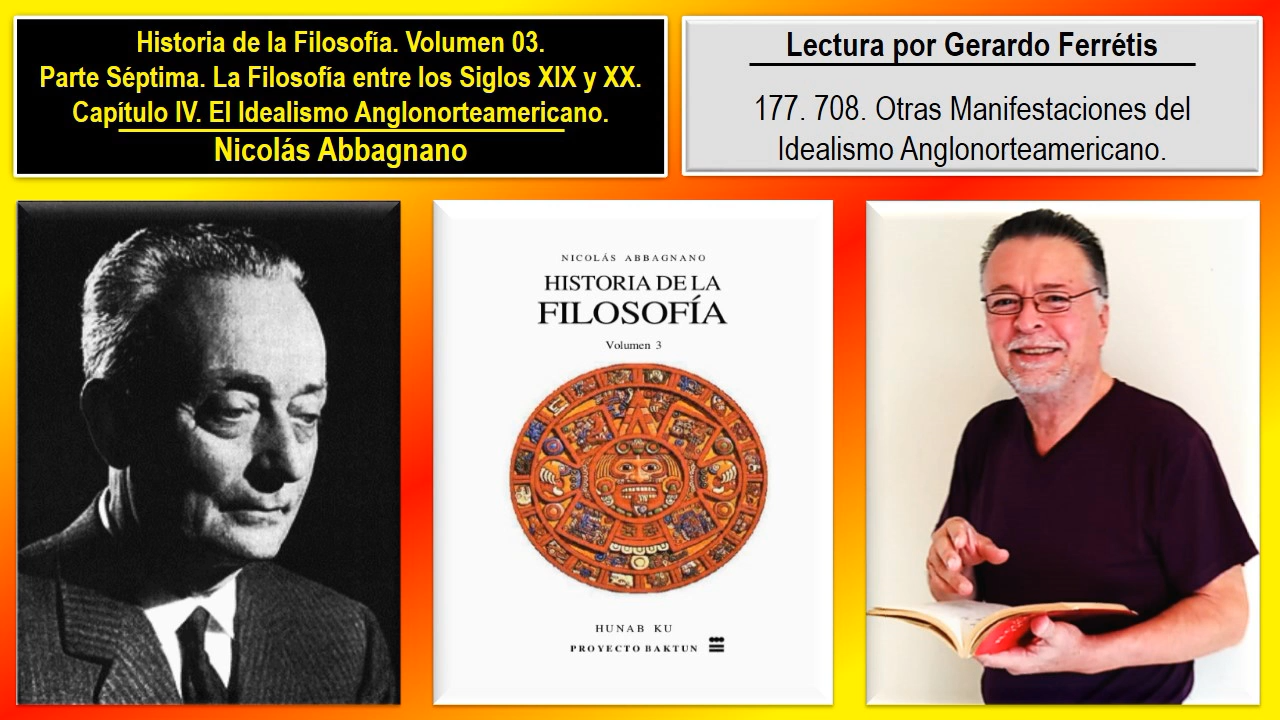 Historia de la Filosofía. Volumen 03.
Parte Séptima. La Filosofía entre los Siglos XIX y XX.
Capítulo IV. El Idealismo Anglonorteamericano.
Nicolás Abbagnano
Lectura por Gerardo Ferrétis
177. 708. Otras Manifestaciones del
Idealismo Anglonorteamericano.
NICOLÁS ABBAGNANO
HISTORIA DE LA
FILOSOFÍA
Volumen 3
HUNAB KU
PROYECTO BAKTUN